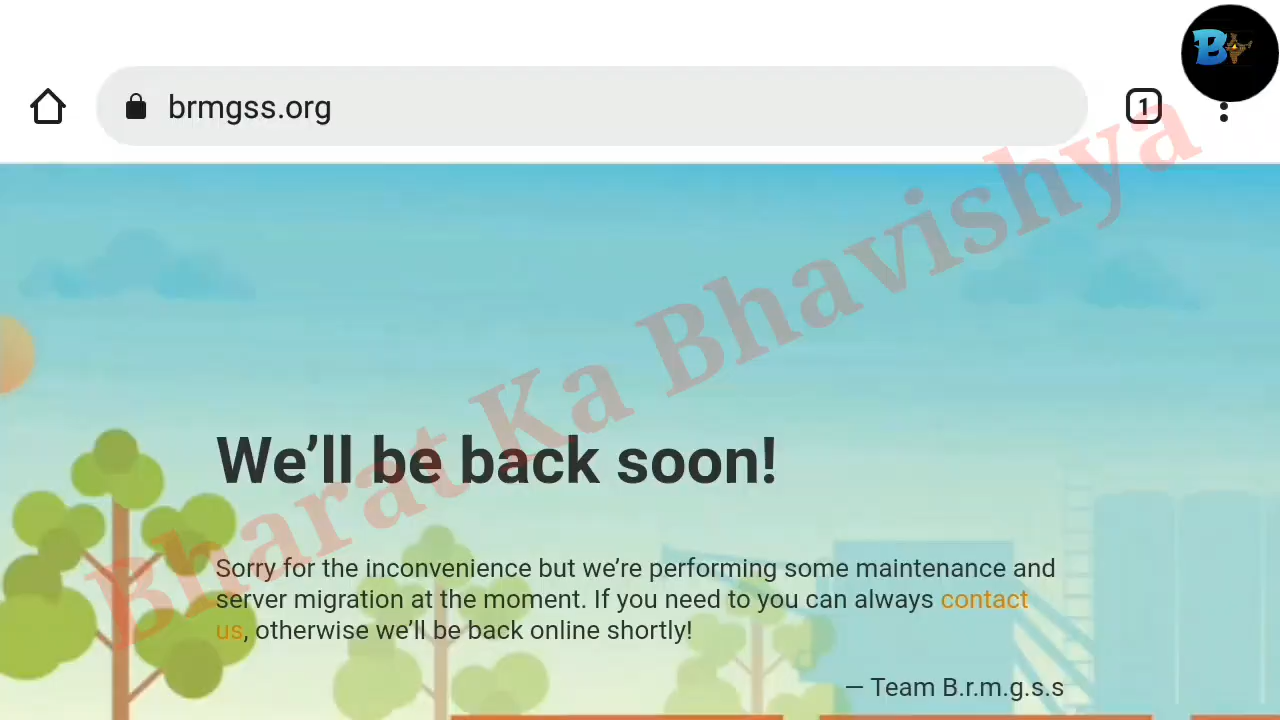 B
brmgss.org
1
Bharat Ka Bhavishya
We’ll be back soon!
Sorry for the inconvenience but we’re performing some maintenance and
server migration at the moment. If you need to you can always contact
us, otherwise we’ll be back online shortly!
— Team B.r.m.g.s.s